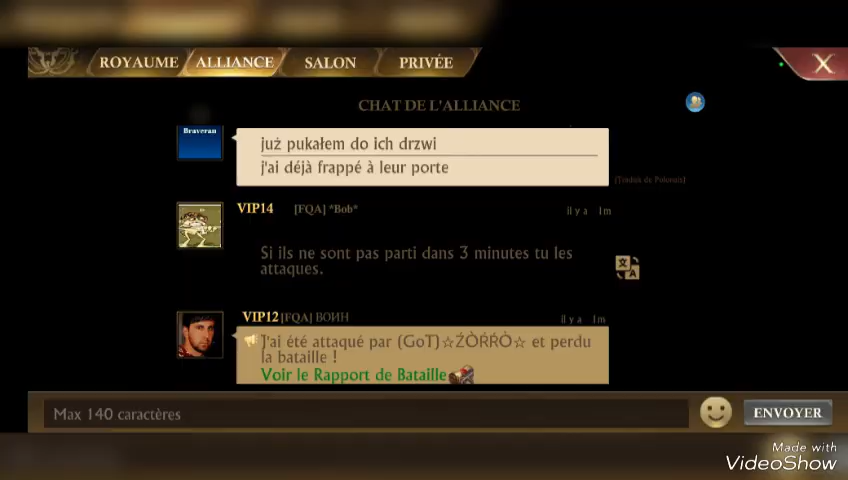 ROYAUME ALLIANCE SALON PRIVÉE X
CHAT DE L'ALLIANCE
Braveran
już pukałem do ich drzwi
j'ai déjà frappé à leur porte
[Traduit de Polonais]
VIP14 [FQA] *Bob* il y a 1m
Si ils ne sont pas parti dans 3 minutes tu les
attaques.
VIP12 [FQA] ВОИН il y a 1m
J'ai été attaqué par (GoT)☆ŹÒŔŔÒ☆ et perdu
la bataille !
Voir le Rapport de Bataille
Max 140 caractères ENVOYER
Made with
VideoShow